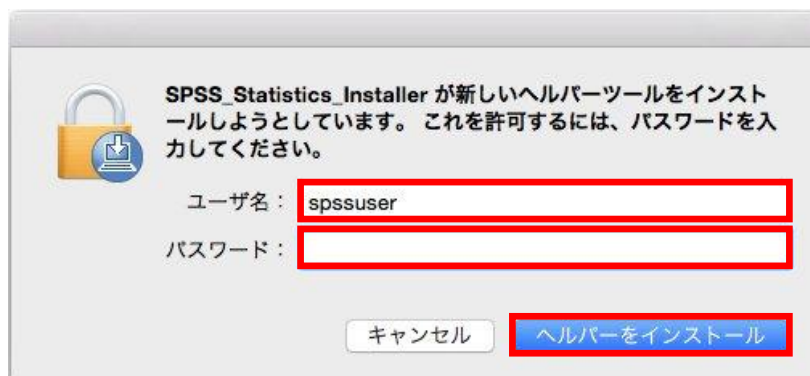 SPSS_Statistics_Installer が新しいヘルパーツールをインスト
ールしようとしています。 これを許可するには、パスワードを入
力してください。
ユーザ名： spssuser
パスワード：
キャンセル ヘルパーをインストール